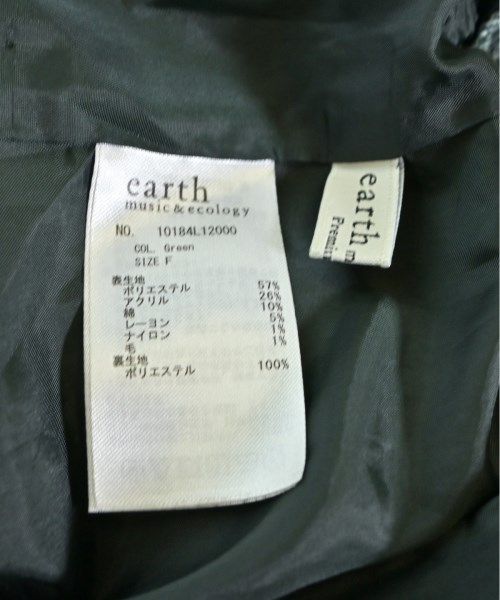 earth
music&ecology
NO. 10184L12000
COL. Green
SIZE F
表生地
ポリエステル 57%
アクリル 26%
綿 10%
レーヨン 5%
ナイロン 1%
毛 1%
裏生地
ポリエステル 100%
earth